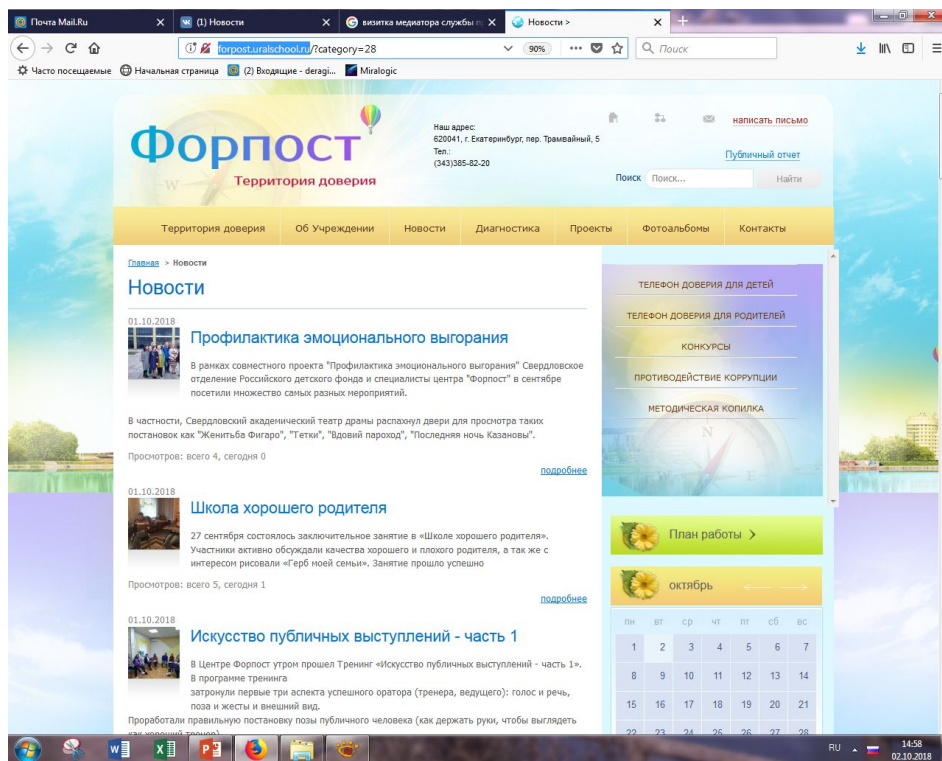 Почта Mail.Ru
(1) Новости
визитка медиатора службы п
Новости >
forpost.uralschool.ru/?category=28
90%
Поиск
Часто посещаемые
Начальная страница
(2) Входящие - deragi...
Miralogic
Форпост
Территория доверия
Наш адрес:
620041, г. Екатеринбург, пер. Трамвайный, 5
Тел.:
(343)385-82-20
написать письмо
Публичный отчет
Поиск
Поиск...
Найти
Территория доверия
Об Учреждении
Новости
Диагностика
Проекты
Фотоальбомы
Контакты
Главная > Новости
Новости
01.10.2018
Профилактика эмоционального выгорания
В рамках совместного проекта "Профилактика эмоционального выгорания" Свердловское
отделение Российского детского фонда и специалисты центра "Форпост" в сентябре
посетили множество самых разных мероприятий.
В частности, Свердловский академический театр драмы распахнул двери для просмотра таких
постановок как "Женитьба Фигаро", "Тетки", "Вдовий пароход", "Последняя ночь Казановы".
Просмотров: всего 4, сегодня 0
подробнее
01.10.2018
Школа хорошего родителя
27 сентября состоялось заключительное занятие в «Школе хорошего родителя».
Участники активно обсуждали качества хорошего и плохого родителя, а так же с
интересом рисовали «Герб моей семьи». Занятие прошло успешно
Просмотров: всего 5, сегодня 1
подробнее
01.10.2018
Искусство публичных выступлений - часть 1
В Центре Форпост утром прошел Тренинг «Искусство публичных выступлений - часть 1».
В программе тренинга
затронули первые три аспекта успешного оратора (тренера, ведущего): голос и речь,
поза и жесты и внешний вид.
Проработали правильную постановку позы публичного человека (как держать руки, чтобы выглядеть
как хороший тренер)
ТЕЛЕФОН ДОВЕРИЯ ДЛЯ ДЕТЕЙ
ТЕЛЕФОН ДОВЕРИЯ ДЛЯ РОДИТЕЛЕЙ
КОНКУРСЫ
ПРОТИВОДЕЙСТВИЕ КОРРУПЦИИ
МЕТОДИЧЕСКАЯ КОПИЛКА
N
W
E
План работы >
октябрь
пн вт ср чт пт сб вс
1 2 3 4 5 6 7
8 9 10 11 12 13 14
15 16 17 18 19 20 21
22 23 24 25 26 27 28
RU
14:58
02.10.2018